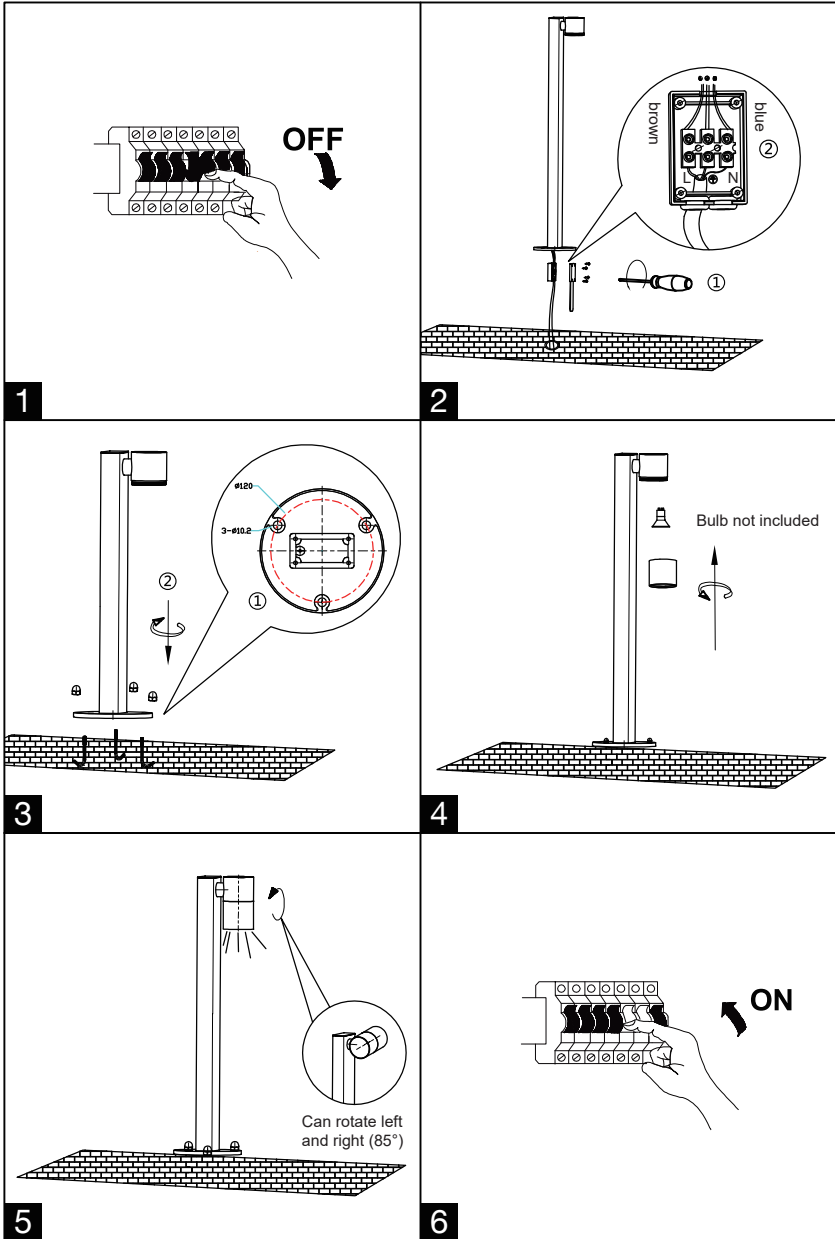 OFF
1
brown
blue
②
L
N
①
2
ø120
3-ø10.2
①
②
3
Bulb not included
4
Can rotate left
and right (85°)
5
ON
6